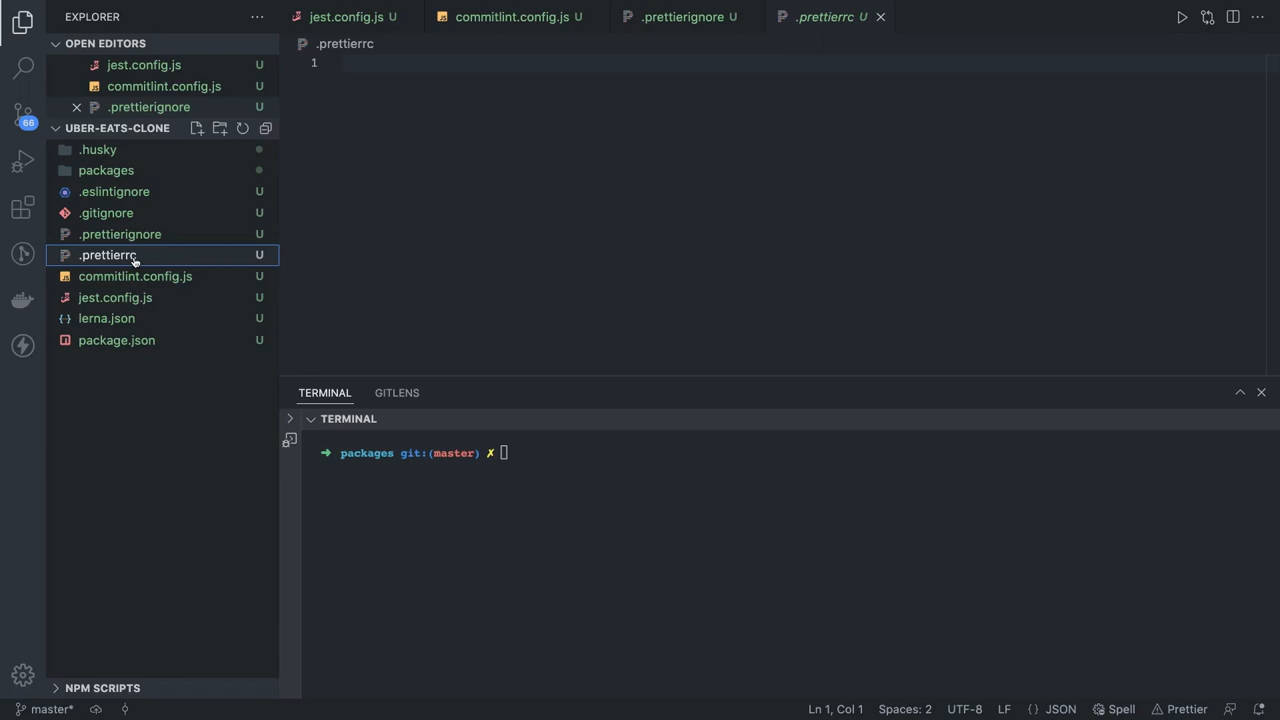 EXPLORER
jest.config.js U
commitlint.config.js U
.prettierignore U
.prettierrc U
OPEN EDITORS
jest.config.js U
commitlint.config.js U
.prettierignore U
UBER-EATS-CLONE
.husky
packages
.eslintignore U
.gitignore U
.prettierignore U
.prettierrc U
commitlint.config.js U
jest.config.js U
lerna.json U
package.json U
NPM SCRIPTS
66
.prettierrc
1
TERMINAL GITLENS
TERMINAL
➜ packages git:(master) ✗
master* Ln 1, Col 1 Spaces: 2 UTF-8 LF {} JSON Spell Prettier